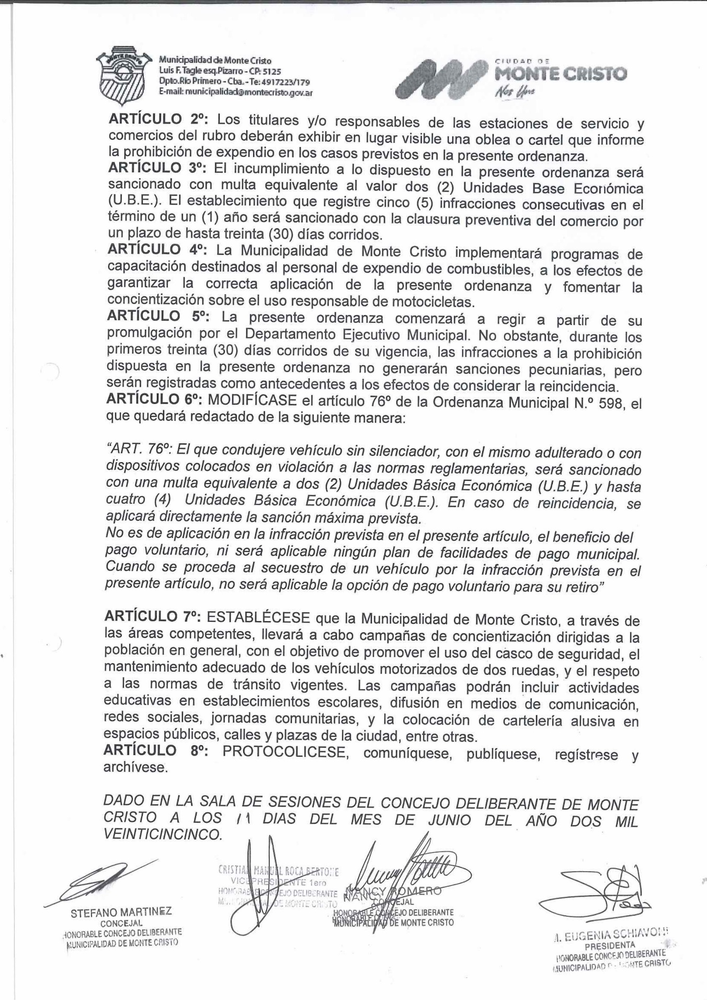 Municipalidad de Monte Cristo
Luis F. Tagle esq. Pizarro - CP: 5125
Dpto. Río Primero - Cba. - Te: 4917223/179
E-mail: municipalidad@montecristo.gov.ar
MONTE CRISTO
CIUDAD DE
MONTE CRISTO
Nos Une
ARTÍCULO 2º: Los titulares y/o responsables de las estaciones de servicio y
comercios del rubro deberán exhibir en lugar visible una oblea o cartel que informe
la prohibición de expendio en los casos previstos en la presente ordenanza.
ARTÍCULO 3º: El incumplimiento a lo dispuesto en la presente ordenanza será
sancionado con multa equivalente al valor dos (2) Unidades Base Económica
(U.B.E.). El establecimiento que registre cinco (5) infracciones consecutivas en el
término de un (1) año será sancionado con la clausura preventiva del comercio por
un plazo de hasta treinta (30) días corridos.
ARTÍCULO 4º: La Municipalidad de Monte Cristo implementará programas de
capacitación destinados al personal de expendio de combustibles, a los efectos de
garantizar la correcta aplicación de la presente ordenanza y fomentar la
concientización sobre el uso responsable de motocicletas.
ARTÍCULO 5º: La presente ordenanza comenzará a regir a partir de su
promulgación por el Departamento Ejecutivo Municipal. No obstante, durante los
primeros treinta (30) días corridos de su vigencia, las infracciones a la prohibición
dispuesta en la presente ordenanza no generarán sanciones pecuniarias, pero
serán registradas como antecedentes a los efectos de considerar la reincidencia.
ARTÍCULO 6º: MODIFÍCASE el artículo 76º de la Ordenanza Municipal N.º 598, el
que quedará redactado de la siguiente manera:
“ART. 76º: El que condujere vehículo sin silenciador, con el mismo adulterado o con
dispositivos colocados en violación a las normas reglamentarias, será sancionado
con una multa equivalente a dos (2) Unidades Básica Económica (U.B.E.) y hasta
cuatro (4) Unidades Básica Económica (U.B.E.). En caso de reincidencia, se
aplicará directamente la sanción máxima prevista.
No es de aplicación en la infracción prevista en el presente artículo, el beneficio del
pago voluntario, ni será aplicable ningún plan de facilidades de pago municipal.
Cuando se proceda al secuestro de un vehículo por la infracción prevista en el
presente artículo, no será aplicable la opción de pago voluntario para su retiro”
ARTÍCULO 7º: ESTABLÉCESE que la Municipalidad de Monte Cristo, a través de
las áreas competentes, llevará a cabo campañas de concientización dirigidas a la
población en general, con el objetivo de promover el uso del casco de seguridad, el
mantenimiento adecuado de los vehículos motorizados de dos ruedas, y el respeto
a las normas de tránsito vigentes. Las campañas podrán incluir actividades
educativas en establecimientos escolares, difusión en medios de comunicación,
redes sociales, jornadas comunitarias, y la colocación de cartelería alusiva en
espacios públicos, calles y plazas de la ciudad, entre otras.
ARTÍCULO 8º: PROTOCOLICESE, comuníquese, publíquese, regístrese y
archívese.
DADO EN LA SALA DE SESIONES DEL CONCEJO DELIBERANTE DE MONTE
CRISTO A LOS 11 DIAS DEL MES DE JUNIO DEL AÑO DOS MIL
VEINTICINCINCO.
STEFANO MARTINEZ
CONCEJAL
HONORABLE CONCEJO DELIBERANTE
MUNICIPALIDAD DE MONTE CRISTO
CRISTIAN MANUEL ROCA BERTONE
VICEPRESIDENTE 1ero
HONORABLE CONCEJO DELIBERANTE
MUNICIPALIDAD DE MONTE CRISTO
NANCY ROMERO
CONCEJAL
HONORABLE CONCEJO DELIBERANTE
MUNICIPALIDAD DE MONTE CRISTO
M. EUGENIA SCHIAVONI
PRESIDENTA
HONORABLE CONCEJO DELIBERANTE
MUNICIPALIDAD DE MONTE CRISTO